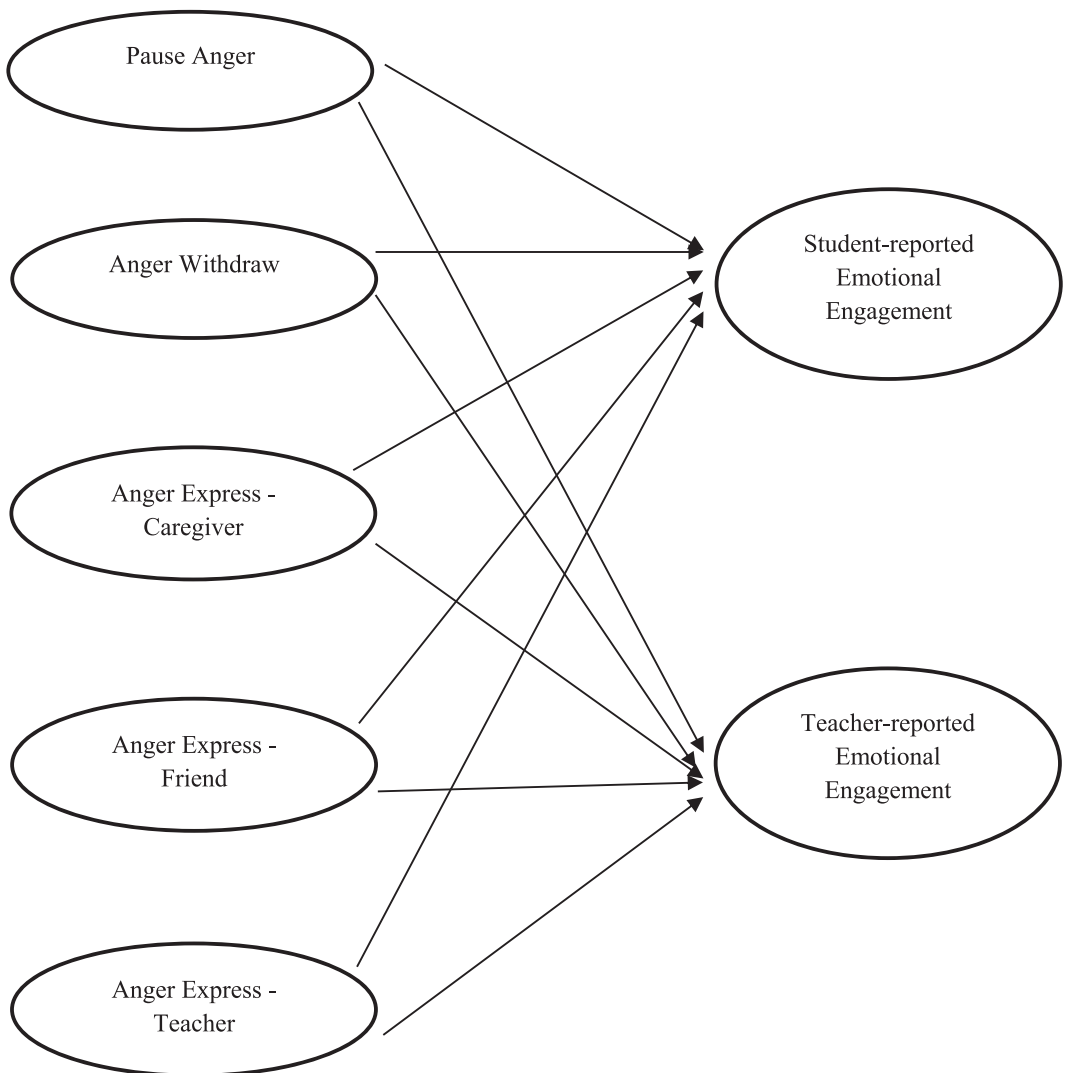 Pause Anger
Anger Withdraw
Anger Express -
Caregiver
Anger Express -
Friend
Anger Express -
Teacher
Student-reported
Emotional
Engagement
Teacher-reported
Emotional
Engagement